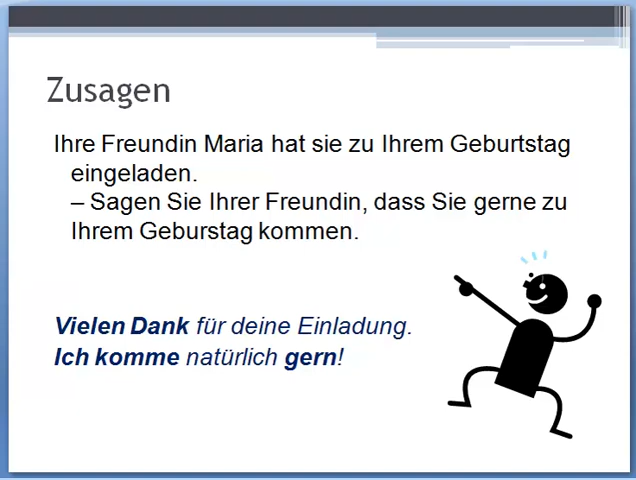 Zusagen
Ihre Freundin Maria hat sie zu Ihrem Geburtstag
eingeladen.
– Sagen Sie Ihrer Freundin, dass Sie gerne zu
Ihrem Geburstag kommen.
Vielen Dank für deine Einladung.
Ich komme natürlich gern!